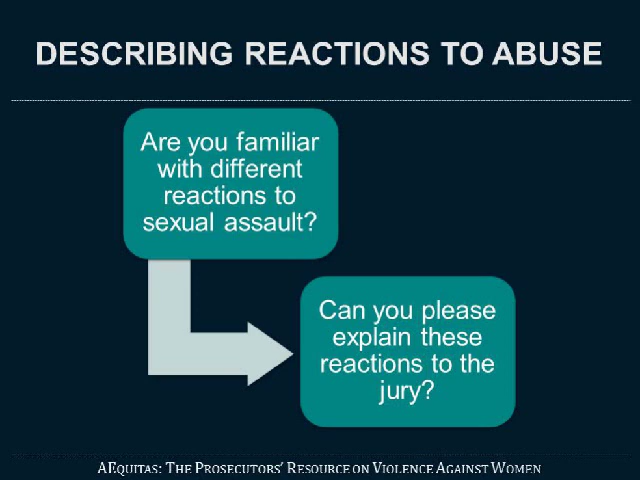 DESCRIBING REACTIONS TO ABUSE
Are you familiar
with different
reactions to
sexual assault?
Can you please
explain these
reactions to the
jury?
AEQUITAS: THE PROSECUTORS' RESOURCE ON VIOLENCE AGAINST WOMEN